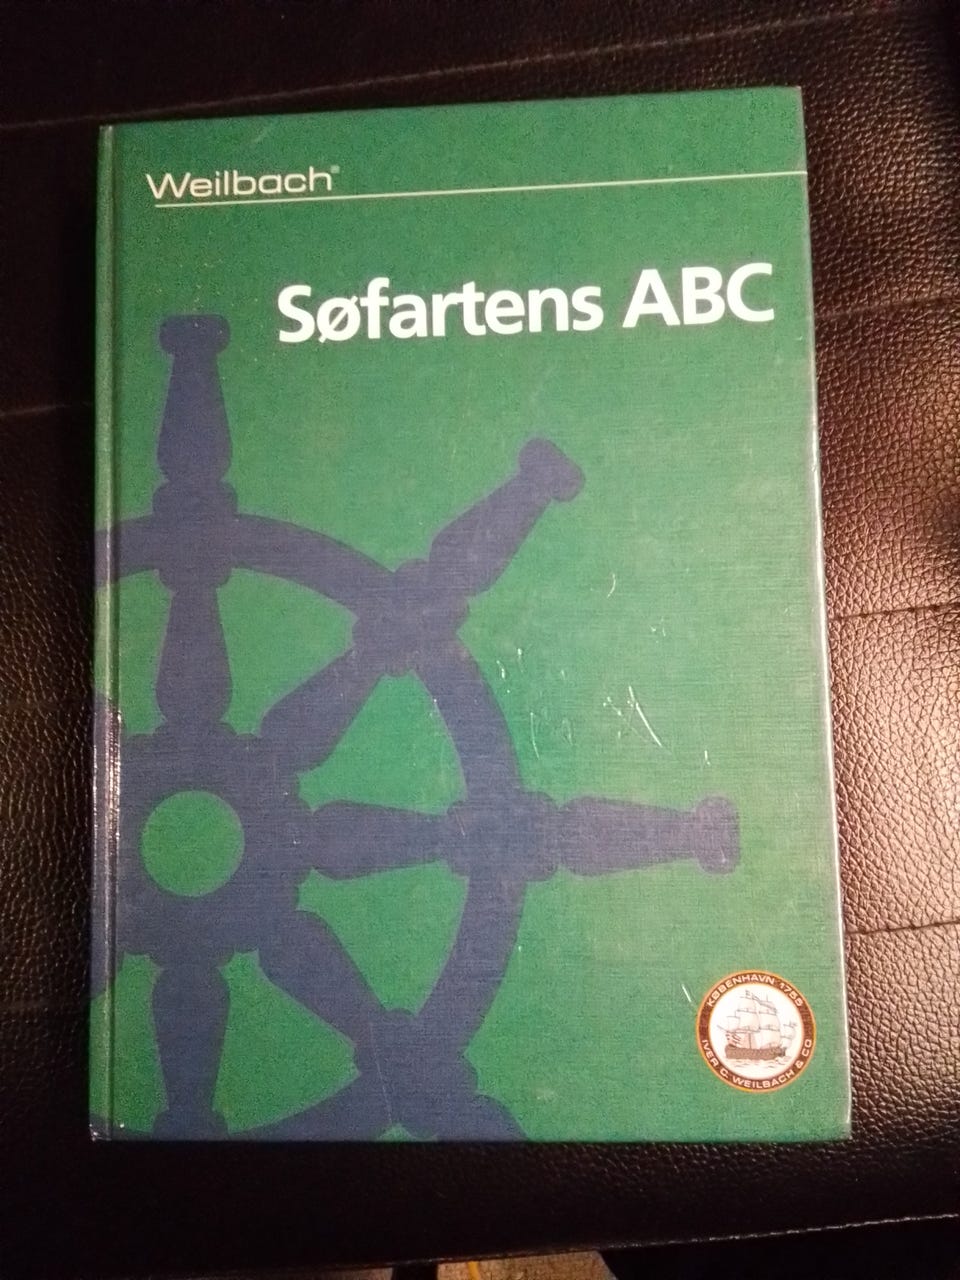 Weilbach®
Søfartens ABC
KØBENHAVN 1755
IVER C. WEILBACH & CO